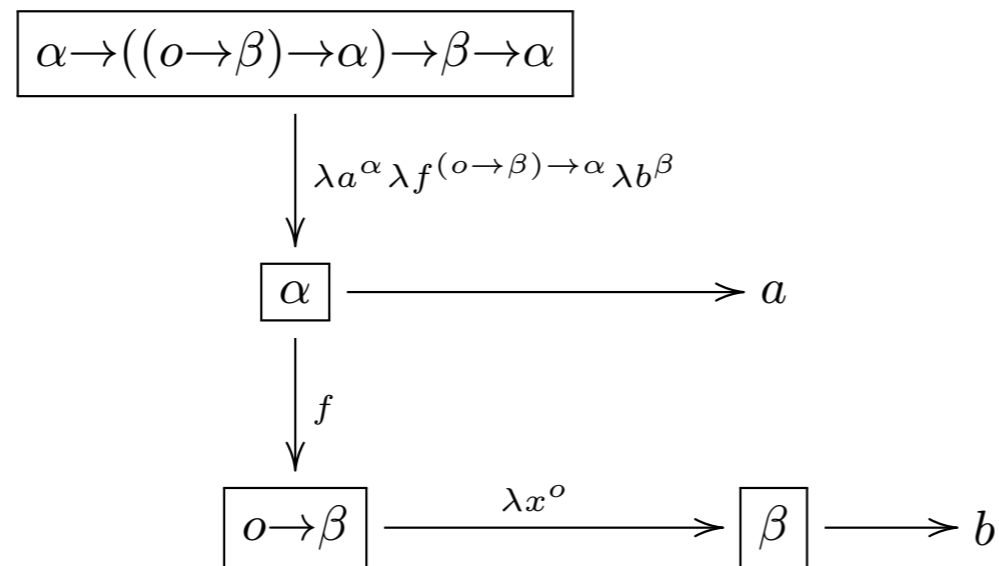 α→((o→β)→α)→β→α
λa^α λf^{(o→β)→α} λb^β
α a
f
o→β λx^o β b